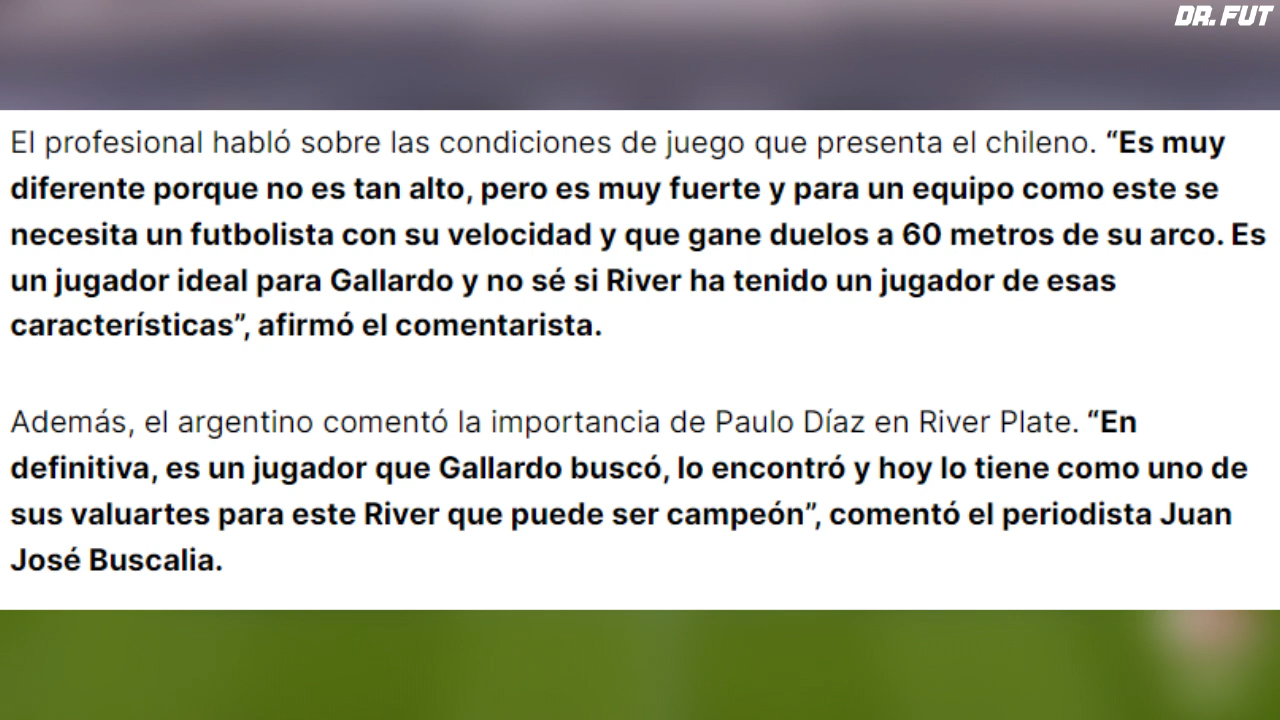 DR. FUT
El profesional habló sobre las condiciones de juego que presenta el chileno. “Es muy
diferente porque no es tan alto, pero es muy fuerte y para un equipo como este se
necesita un futbolista con su velocidad y que gane duelos a 60 metros de su arco. Es
un jugador ideal para Gallardo y no sé si River ha tenido un jugador de esas
características”, afirmó el comentarista.
Además, el argentino comentó la importancia de Paulo Díaz en River Plate. “En
definitiva, es un jugador que Gallardo buscó, lo encontró y hoy lo tiene como uno de
sus valuartes para este River que puede ser campeón”, comentó el periodista Juan
José Buscalia.